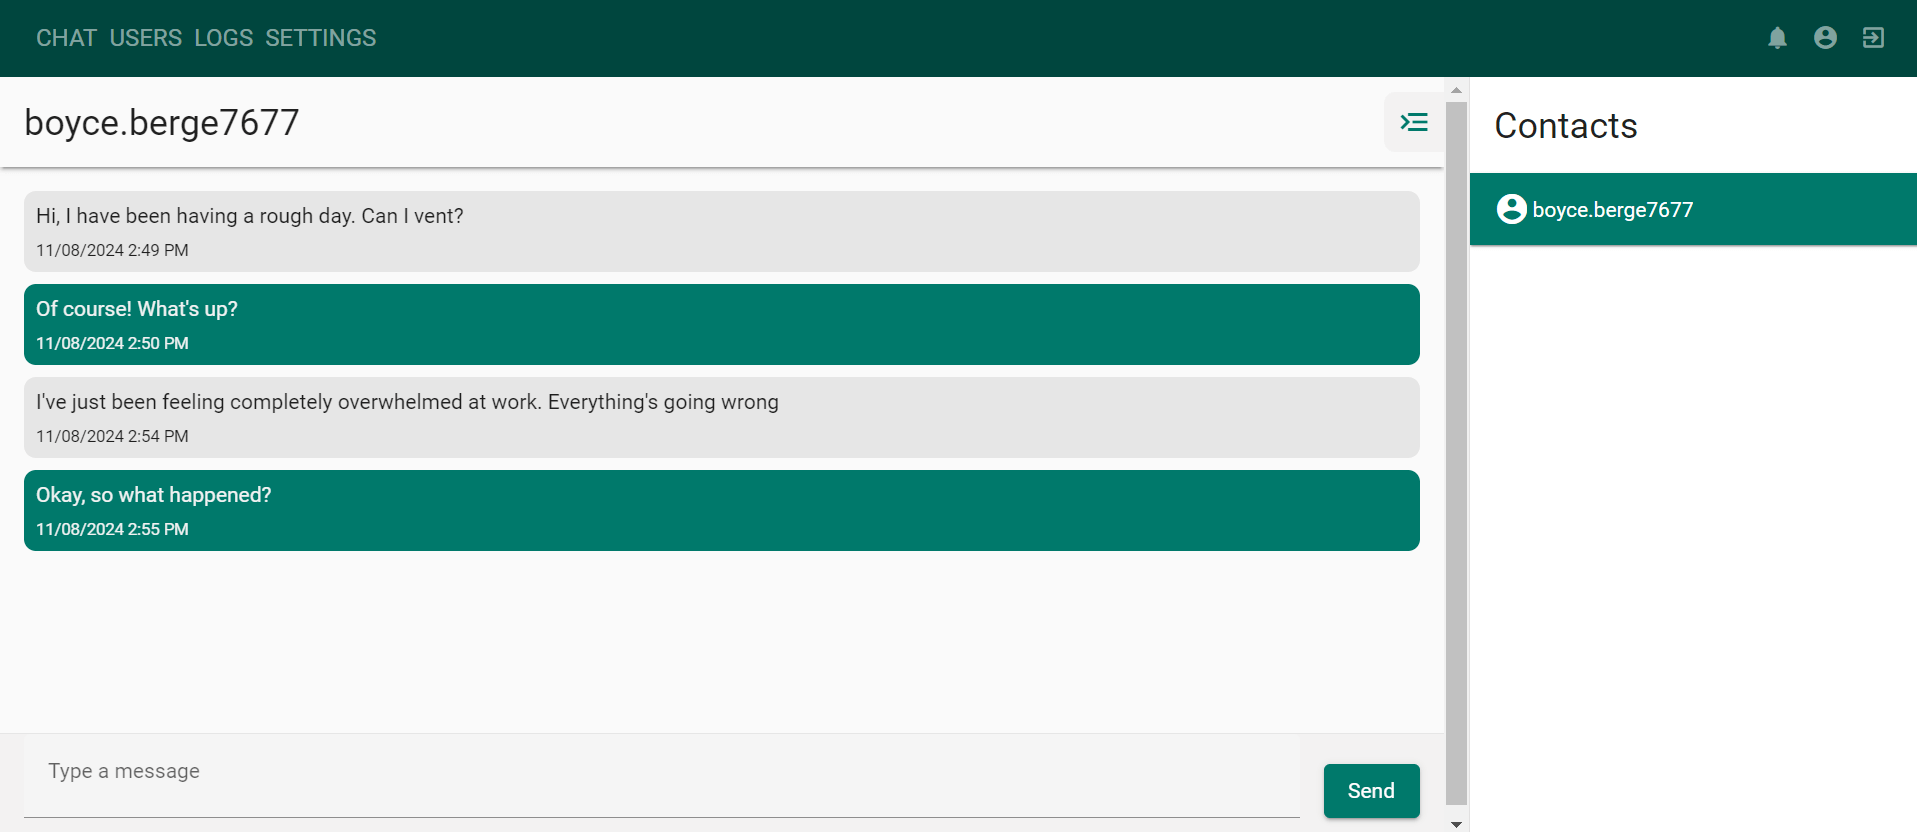 CHAT USERS LOGS SETTINGS
boyce.berge7677
Hi, I have been having a rough day. Can I vent?
11/08/2024 2:49 PM
Of course! What's up?
11/08/2024 2:50 PM
I've just been feeling completely overwhelmed at work. Everything's going wrong
11/08/2024 2:54 PM
Okay, so what happened?
11/08/2024 2:55 PM
Type a message
Send
Contacts
boyce.berge7677